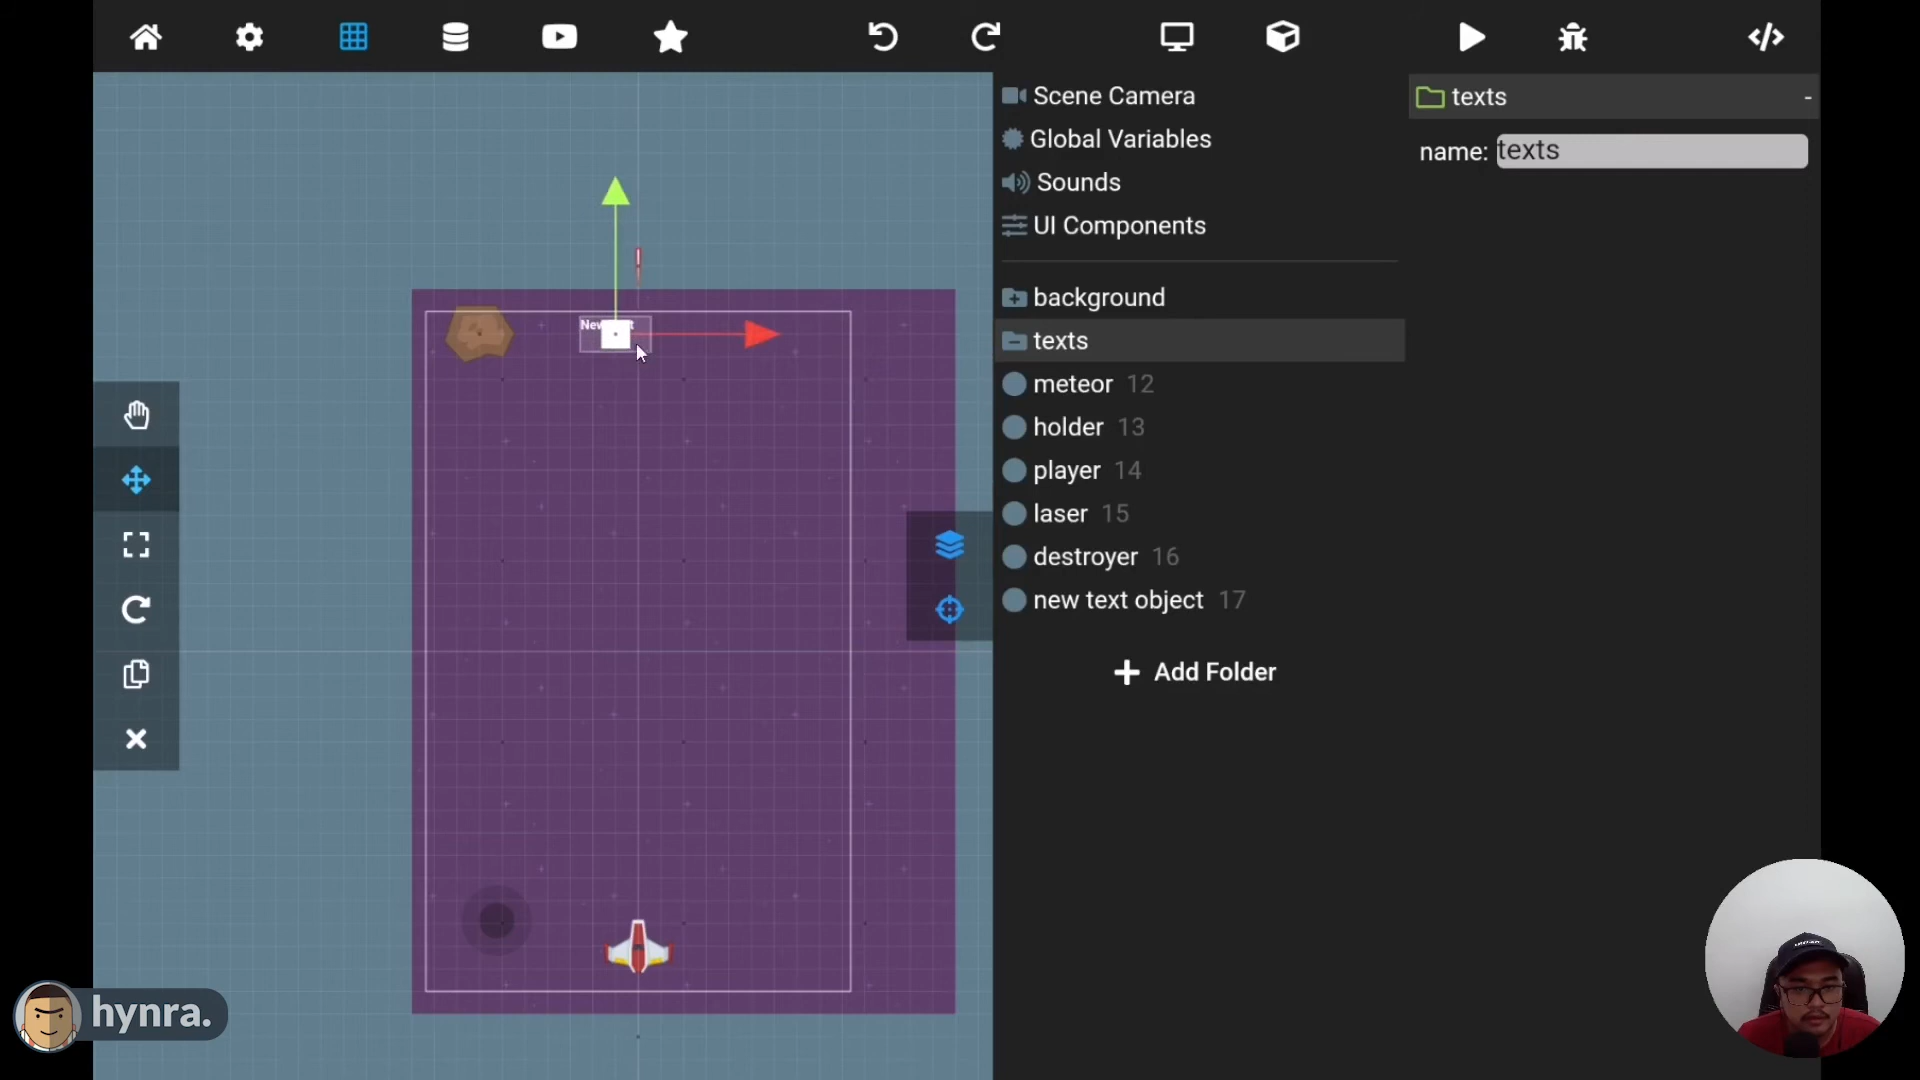 Scene Camera
Global Variables
Sounds
UI Components
background
texts
meteor 12
holder 13
player 14
laser 15
destroyer 16
new text object 17
Add Folder
texts -
name: texts
hynra.